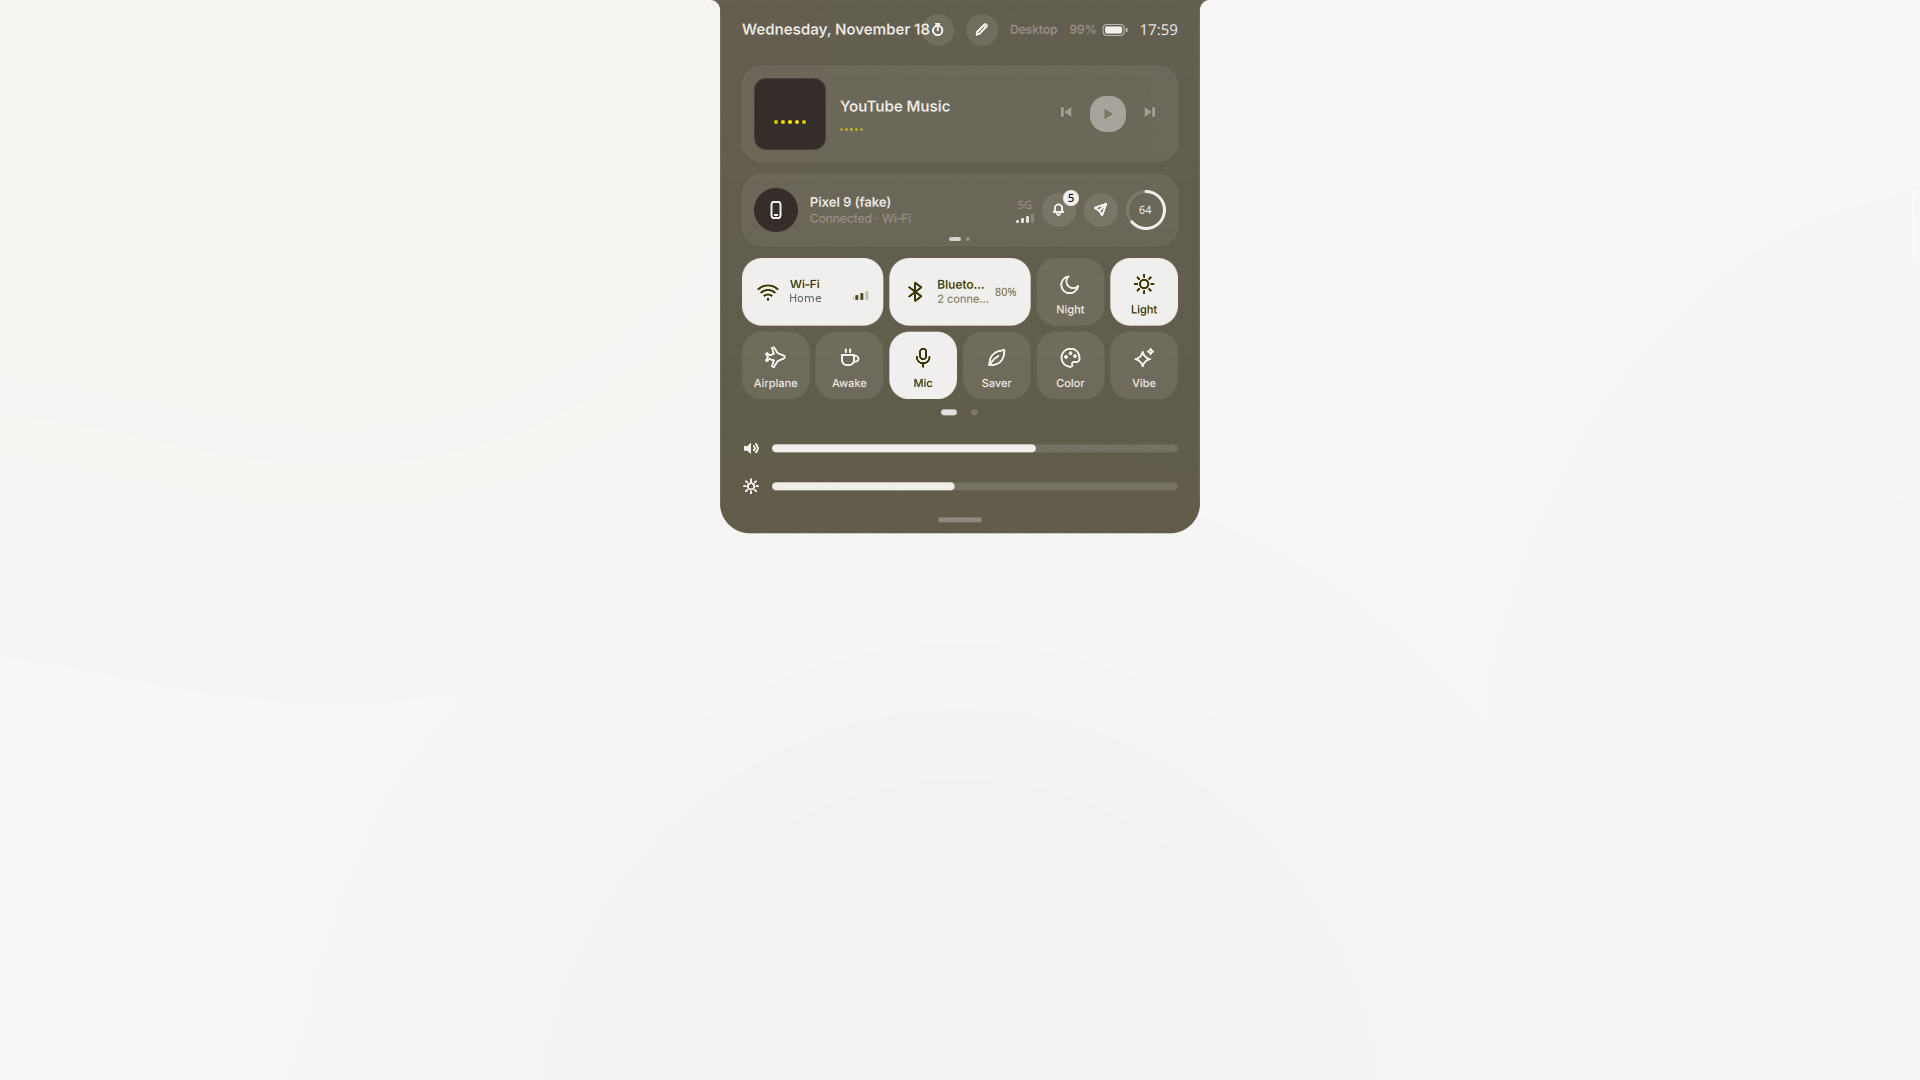 Wednesday, November 18
Desktop 99% 17:59
YouTube Music
Pixel 9 (fake)
Connected · Wi-Fi
5G
5
64
Wi-Fi
Home
Blueto...
2 conne...
80%
Night
Light
Airplane
Awake
Mic
Saver
Color
Vibe